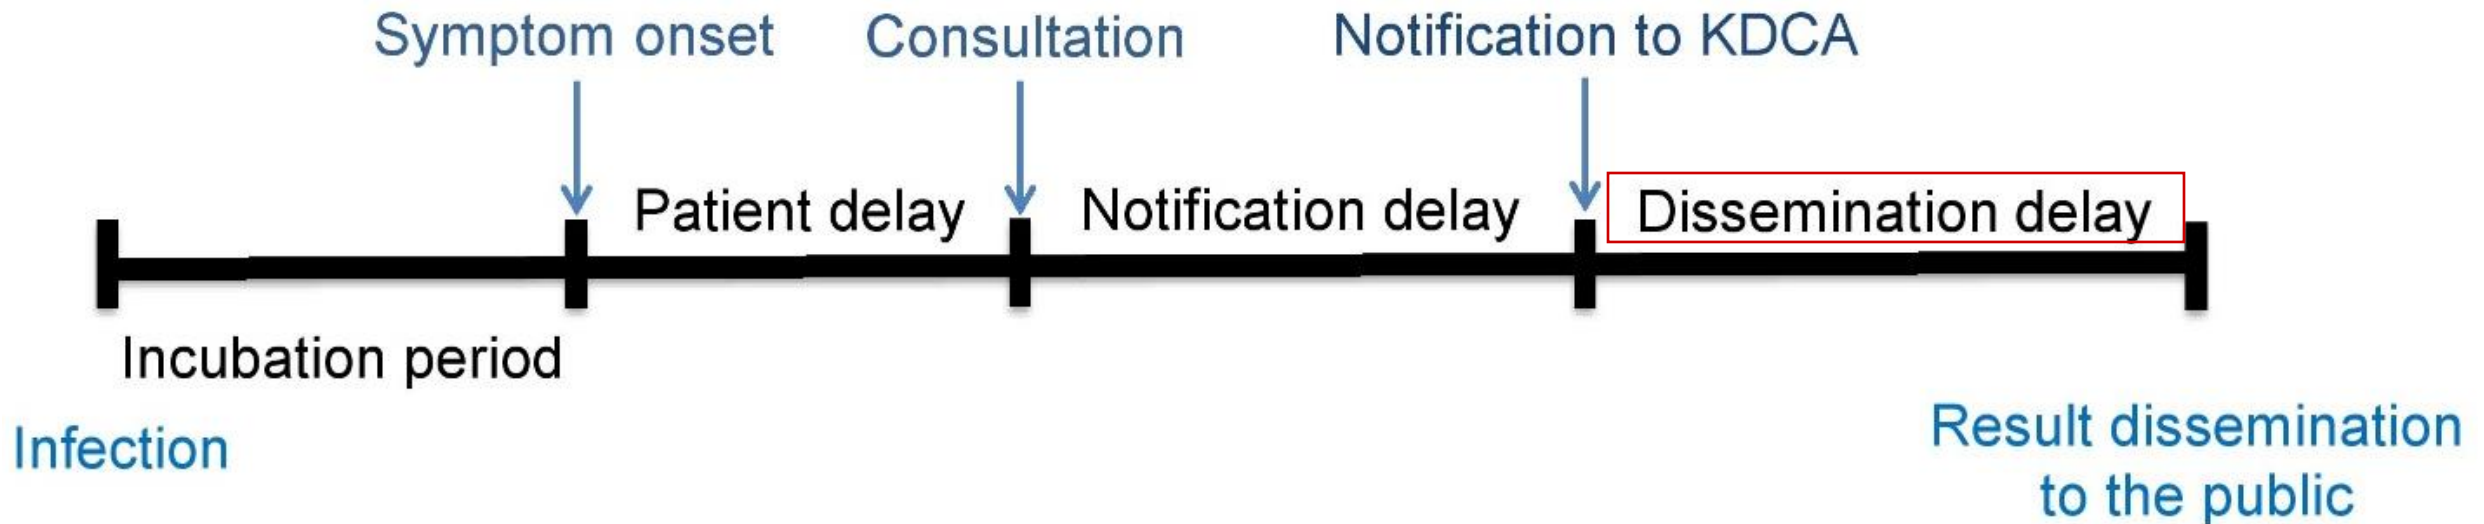 Symptom onset
Consultation
Notification to KDCA
Patient delay
Notification delay
Dissemination delay
Incubation period
Infection
Result dissemination
to the public